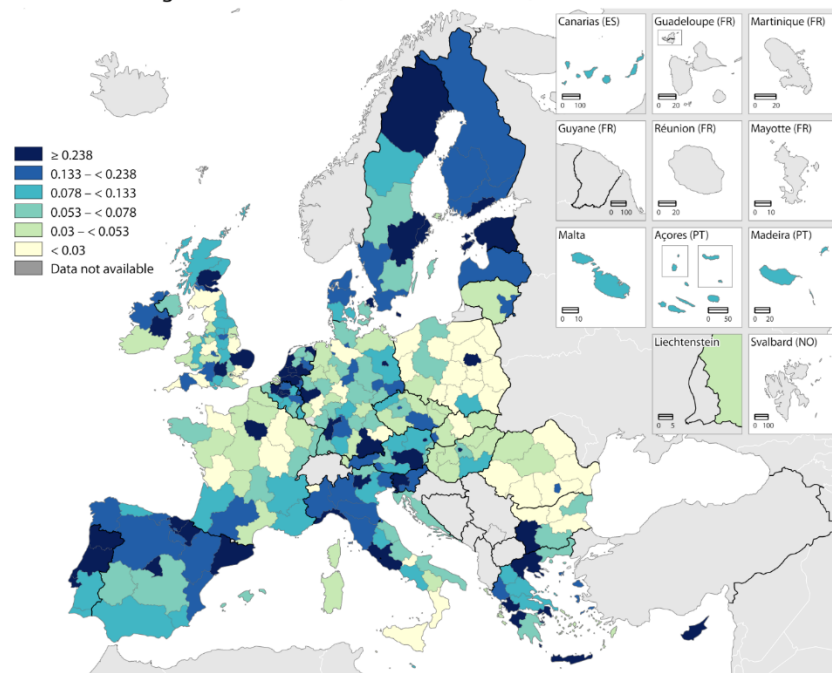 ≥ 0.238
0.133 – < 0.238
0.078 – < 0.133
0.053 – < 0.078
0.03 – < 0.053
< 0.03
Data not available
Canarias (ES)
0 100
Guadeloupe (FR)
0 20
Martinique (FR)
0 20
Guyane (FR)
0 100
Réunion (FR)
0 20
Mayotte (FR)
0 10
Malta
0 10
Açores (PT)
0 50
Madeira (PT)
0 20
Liechtenstein
0 5
Svalbard (NO)
0 100